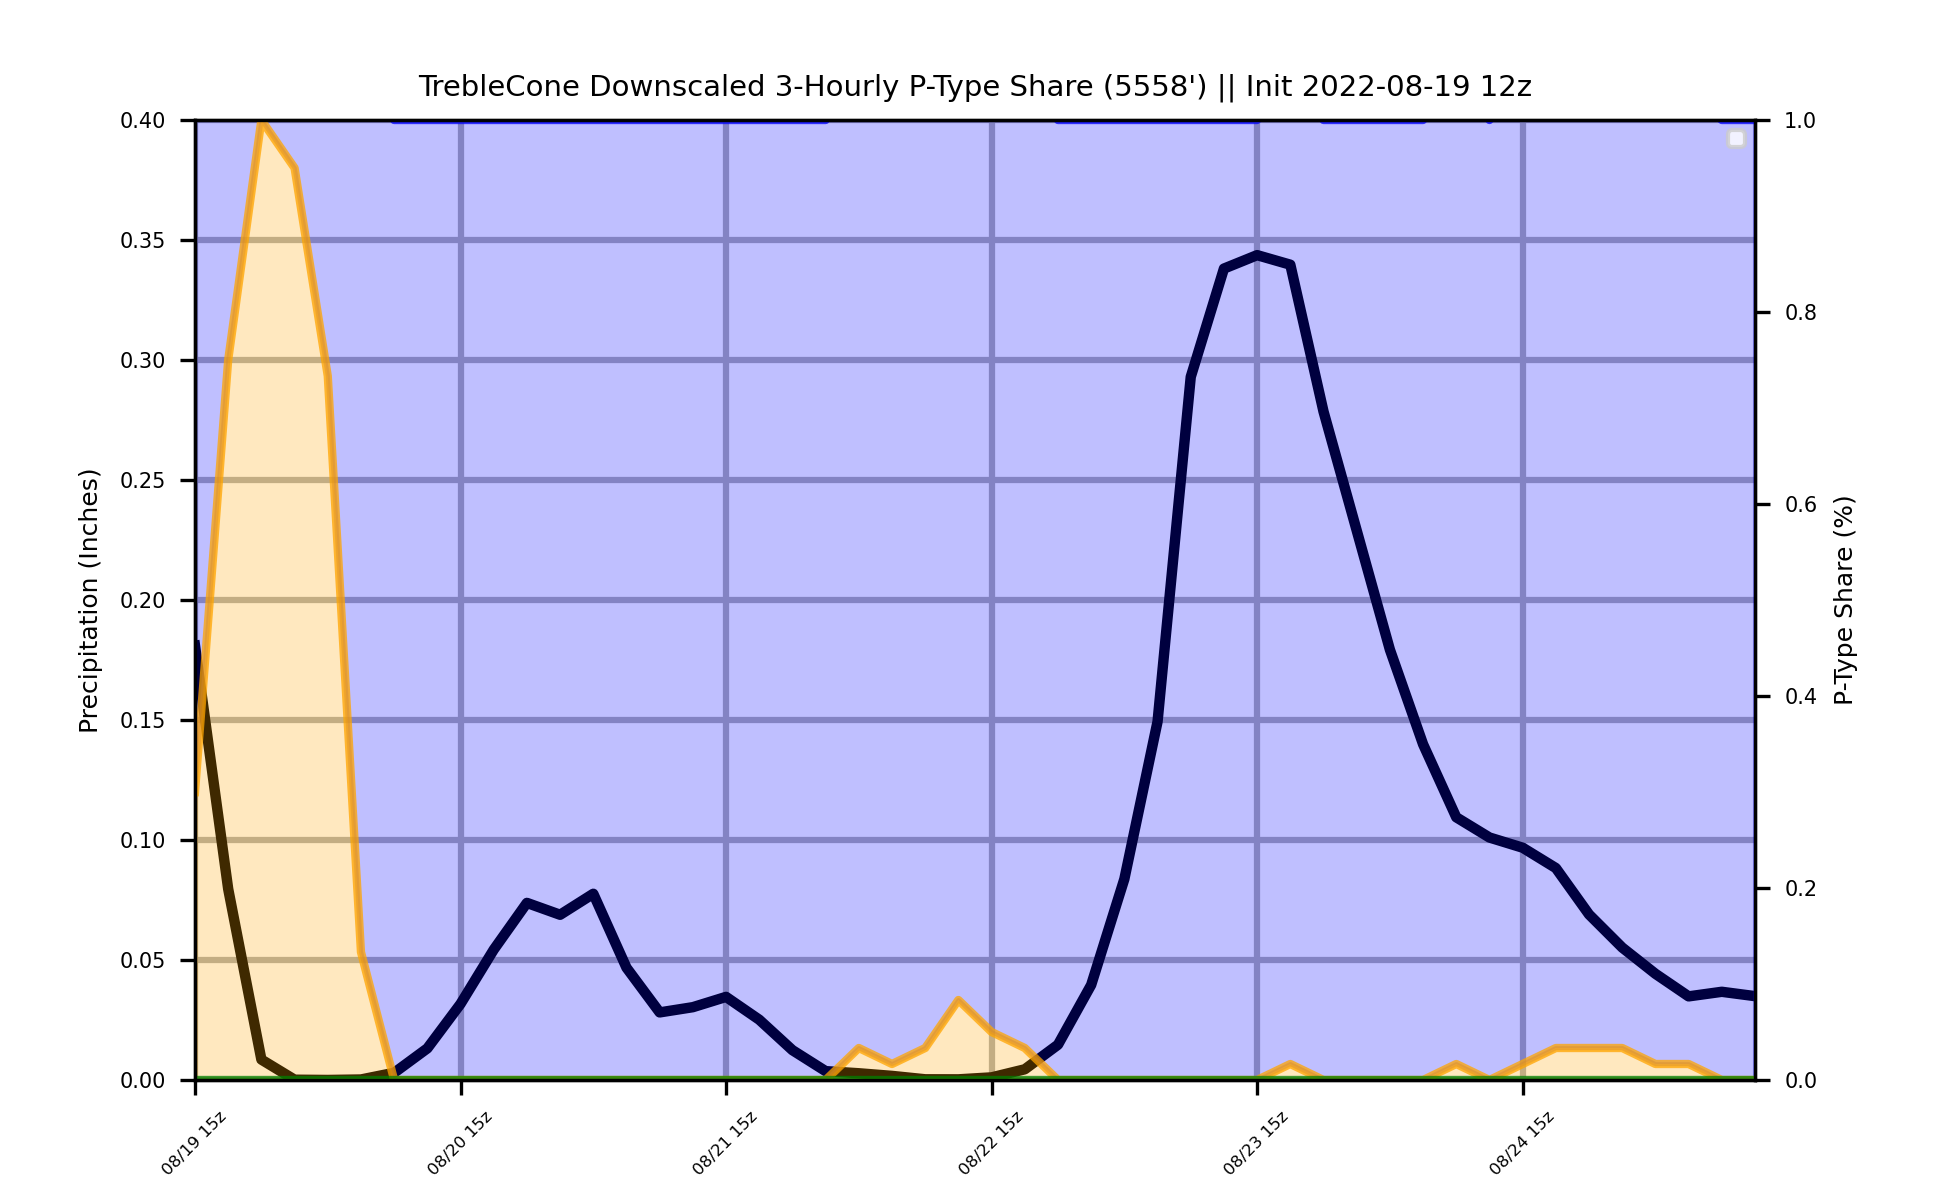 TrebleCone Downscaled 3-Hourly P-Type Share (5558') || Init 2022-08-19 12z
Precipitation (Inches)
0.40
0.35
0.30
0.25
0.20
0.15
0.10
0.05
0.00
1.0
0.8
0.6
0.4
0.2
0.0
P-Type Share (%)
08/19 15z
08/20 15z
08/21 15z
08/22 15z
08/23 15z
08/24 15z